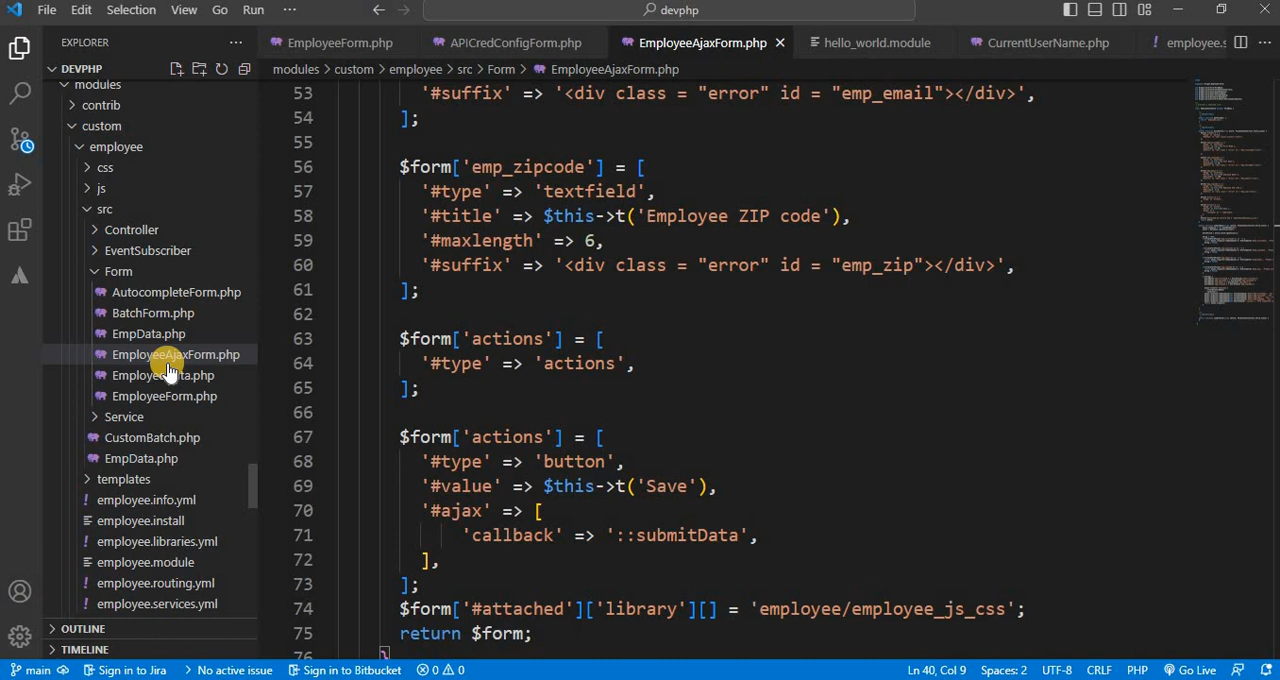 File Edit Selection View Go Run ··· devphp
EXPLORER ···
EmployeeForm.php APICredConfigForm.php EmployeeAjaxForm.php hello_world.module CurrentUserName.php ! employee.s ···
DEVPHP
modules > custom > employee > src > Form > EmployeeAjaxForm.php
modules
contrib
custom
employee
css
js
src
Controller
EventSubscriber
Form
AutocompleteForm.php
BatchForm.php
EmpData.php
EmployeeAjaxForm.php
EmployeeForm.php
Service
CustomBatch.php
EmpData.php
templates
! employee.info.yml
employee.install
! employee.libraries.yml
employee.module
! employee.routing.yml
! employee.services.yml
OUTLINE
TIMELINE
53 '#suffix' => '<div class = "error" id = "emp_email"></div>',
54 ];
55
56 $form['emp_zipcode'] = [
57 '#type' => 'textfield',
58 '#title' => $this->t('Employee ZIP code'),
59 '#maxlength' => 6,
60 '#suffix' => '<div class = "error" id = "emp_zip"></div>',
61 ];
62
63 $form['actions'] = [
64 '#type' => 'actions',
65 ];
66
67 $form['actions'] = [
68 '#type' => 'button',
69 '#value' => $this->t('Save'),
70 '#ajax' => [
71 'callback' => '::submitData',
72 ],
73 ];
74 $form['#attached']['library'][] = 'employee/employee_js_css';
75 return $form;
76 }
main Sign in to Jira No active issue Sign in to Bitbucket 0 0 Ln 40, Col 9 Spaces: 2 UTF-8 CRLF PHP Go Live